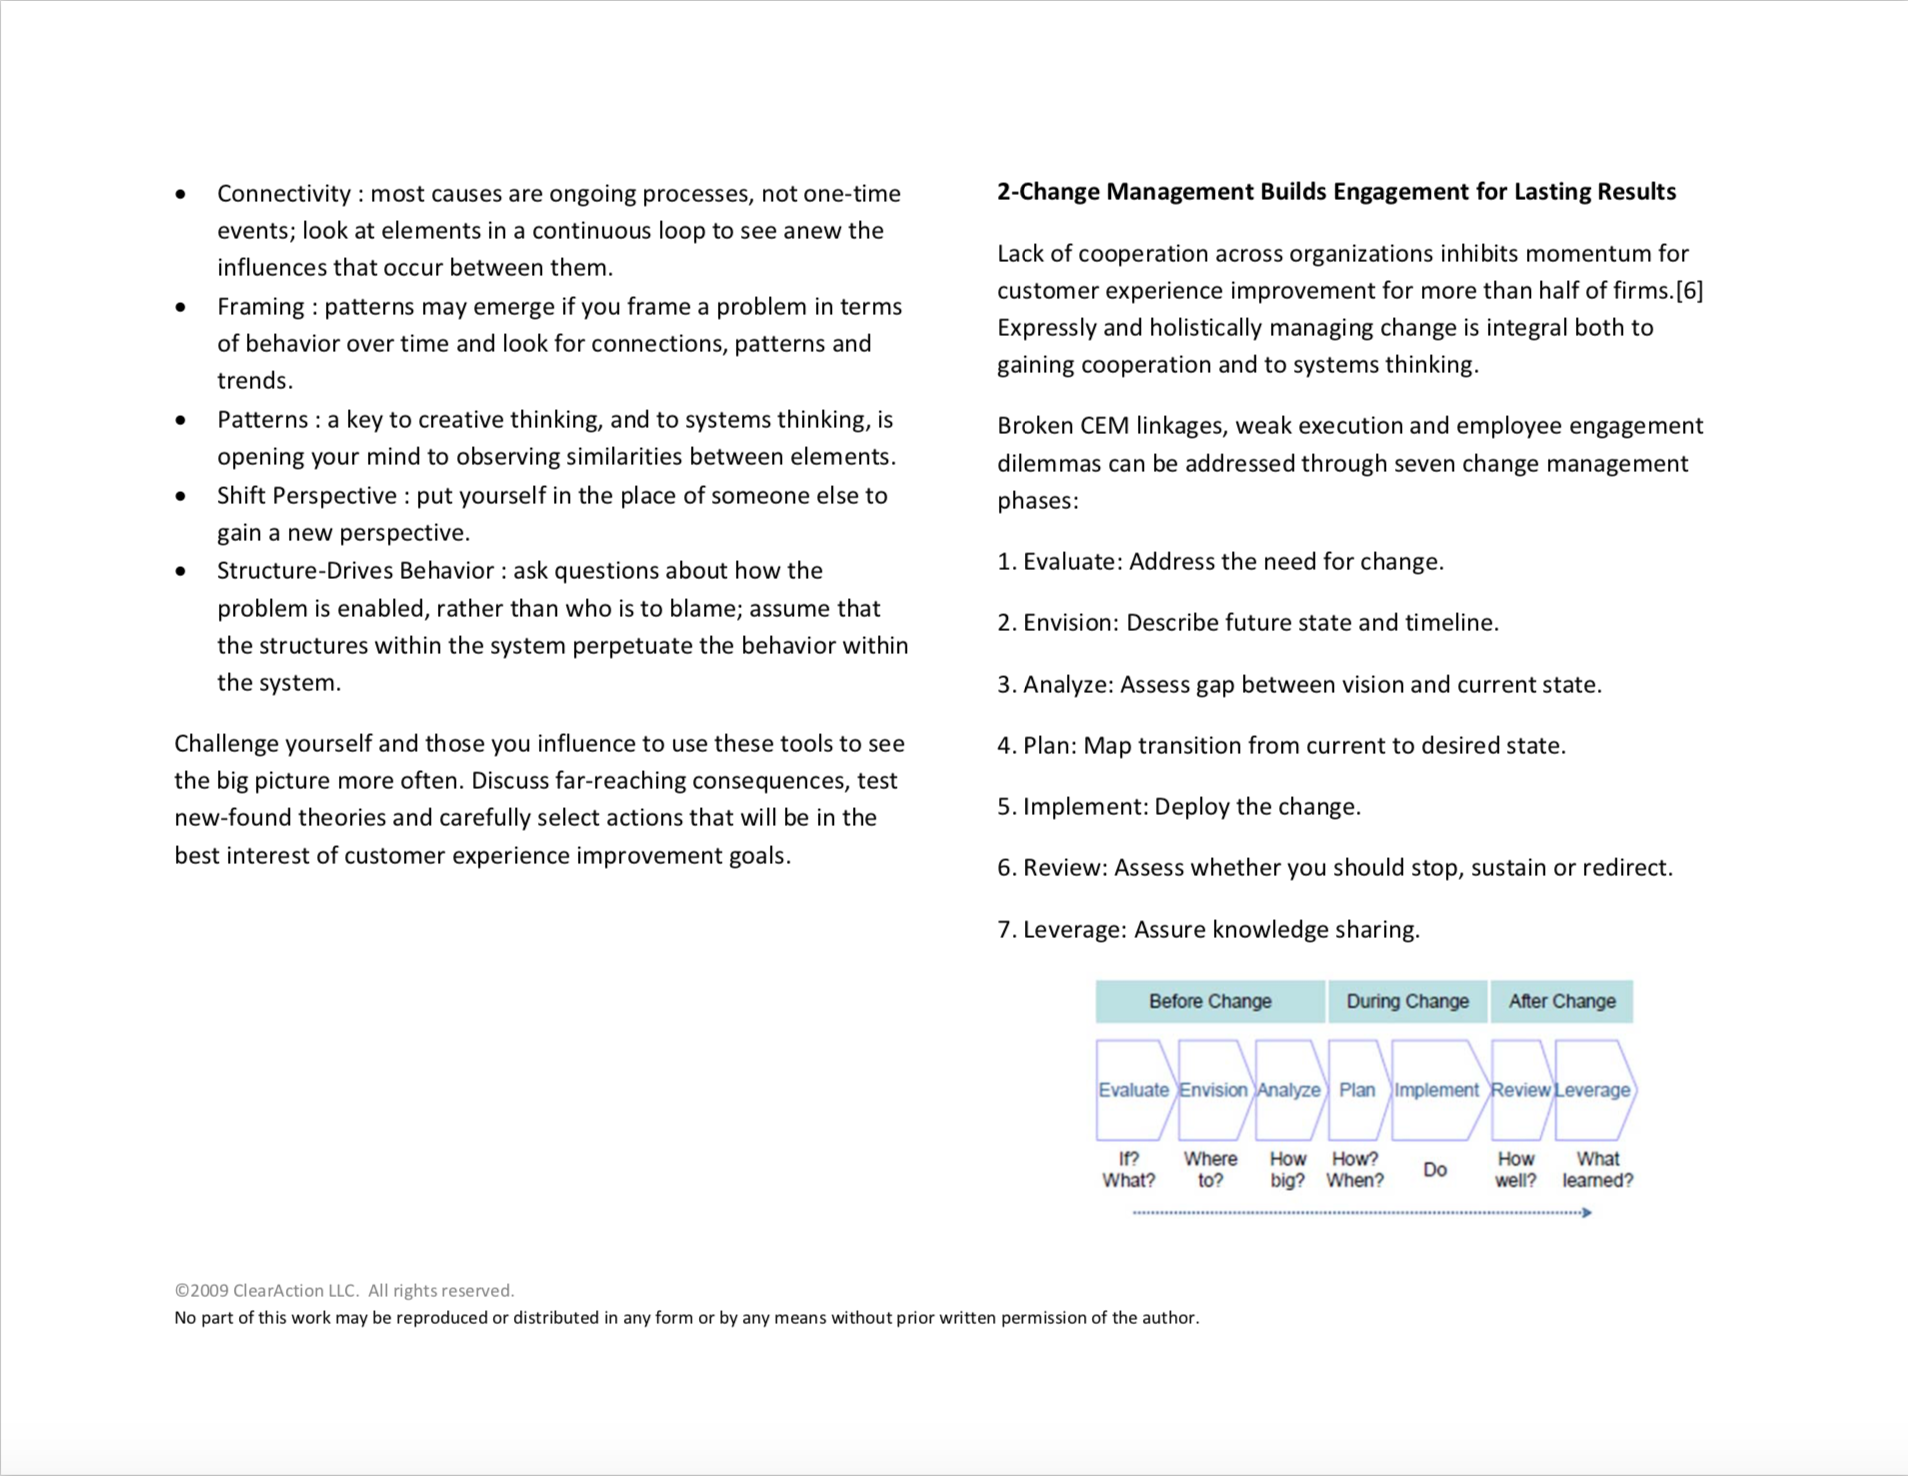 • Connectivity : most causes are ongoing processes, not one-time
events; look at elements in a continuous loop to see anew the
influences that occur between them.
• Framing : patterns may emerge if you frame a problem in terms
of behavior over time and look for connections, patterns and
trends.
• Patterns : a key to creative thinking, and to systems thinking, is
opening your mind to observing similarities between elements.
• Shift Perspective : put yourself in the place of someone else to
gain a new perspective.
• Structure-Drives Behavior : ask questions about how the
problem is enabled, rather than who is to blame; assume that
the structures within the system perpetuate the behavior within
the system.
Challenge yourself and those you influence to use these tools to see
the big picture more often. Discuss far-reaching consequences, test
new-found theories and carefully select actions that will be in the
best interest of customer experience improvement goals.
2-Change Management Builds Engagement for Lasting Results
Lack of cooperation across organizations inhibits momentum for
customer experience improvement for more than half of firms.[6]
Expressly and holistically managing change is integral both to
gaining cooperation and to systems thinking.
Broken CEM linkages, weak execution and employee engagement
dilemmas can be addressed through seven change management
phases:
1. Evaluate: Address the need for change.
2. Envision: Describe future state and timeline.
3. Analyze: Assess gap between vision and current state.
4. Plan: Map transition from current to desired state.
5. Implement: Deploy the change.
6. Review: Assess whether you should stop, sustain or redirect.
7. Leverage: Assure knowledge sharing.
Before Change During Change After Change
Evaluate Envision Analyze Plan Implement Review Leverage
If? Where How How? How What
What? to? big? When? Do well? learned?
©2009 ClearAction LLC.  All rights reserved.
No part of this work may be reproduced or distributed in any form or by any means without prior written permission of the author.